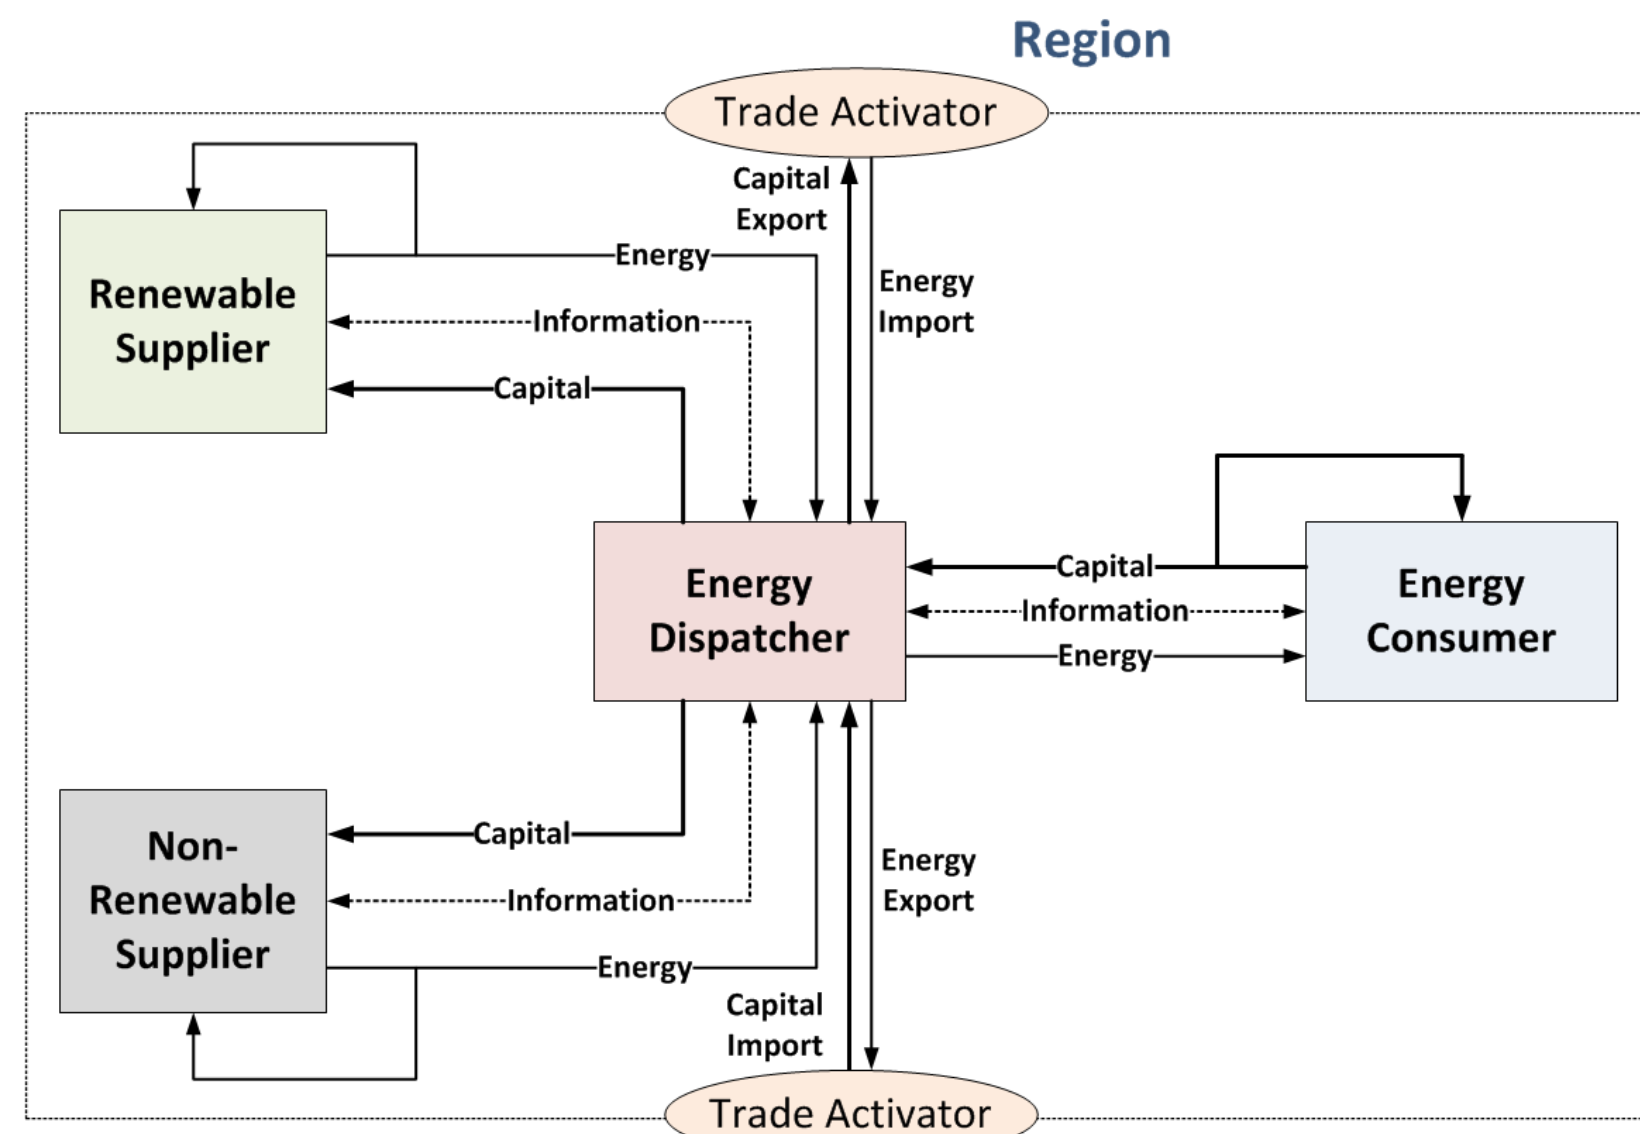 Region
Trade Activator
Capital
Export
Energy
Import
Energy
Information
Capital
Renewable
Supplier
Energy
Dispatcher
Capital
Information
Energy
Energy
Consumer
Non-
Renewable
Supplier
Capital
Information
Energy
Energy
Export
Capital
Import
Trade Activator